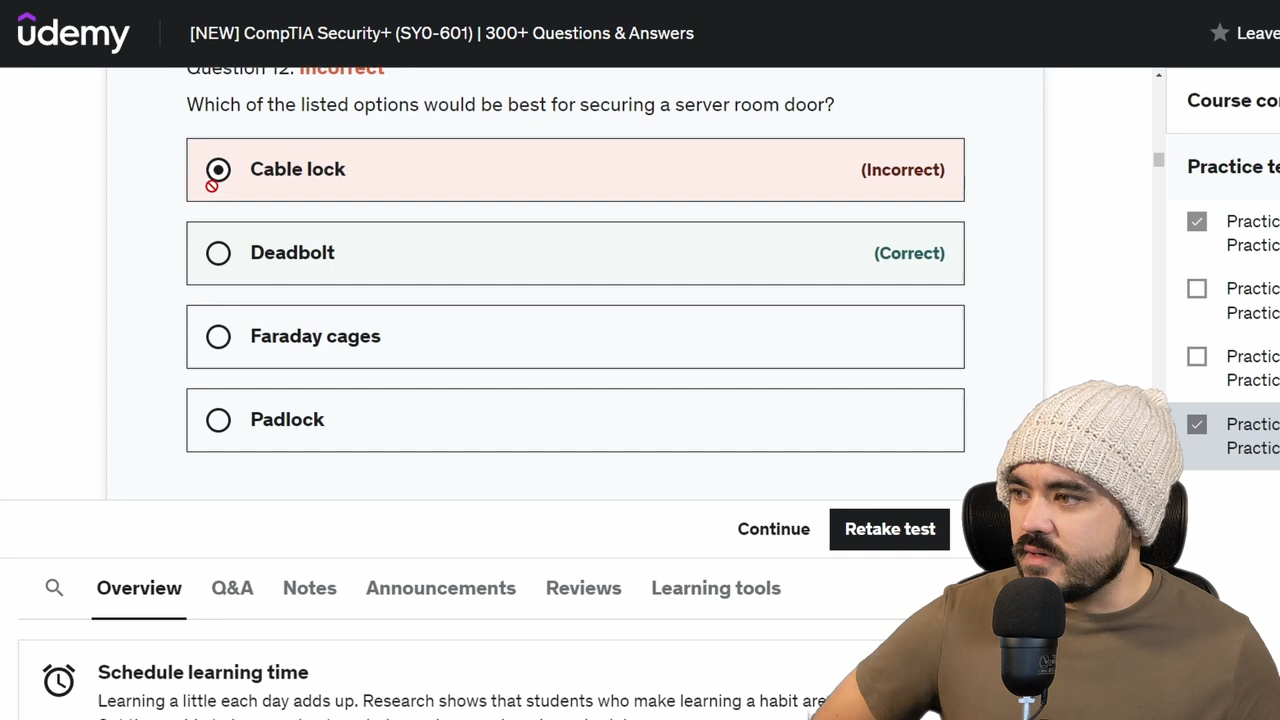 udemy
[NEW] CompTIA Security+ (SY0-601) | 300+ Questions & Answers
Leave
Question 12: Incorrect
Which of the listed options would be best for securing a server room door?
Cable lock
(Incorrect)
Deadbolt
(Correct)
Faraday cages
Padlock
Continue
Retake test
Overview
Q&A
Notes
Announcements
Reviews
Learning tools
Schedule learning time
Learning a little each day adds up. Research shows that students who make learning a habit are
Course co
Practice te
Practic
Practic
Practic
Practic
Practic
Practic
Practic
Practic